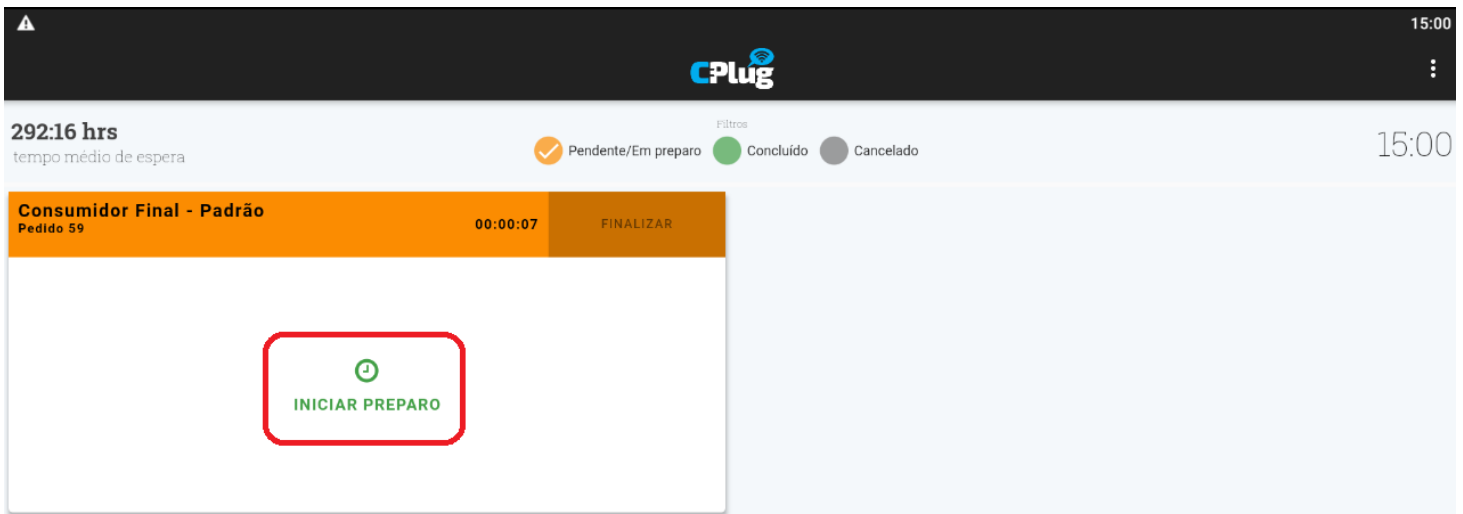 15:00
CPlug
292:16 hrs
tempo médio de espera
Filtros
Pendente/Em preparo Concluído Cancelado
15:00
Consumidor Final - Padrão
Pedido 59
00:00:07
FINALIZAR
INICIAR PREPARO